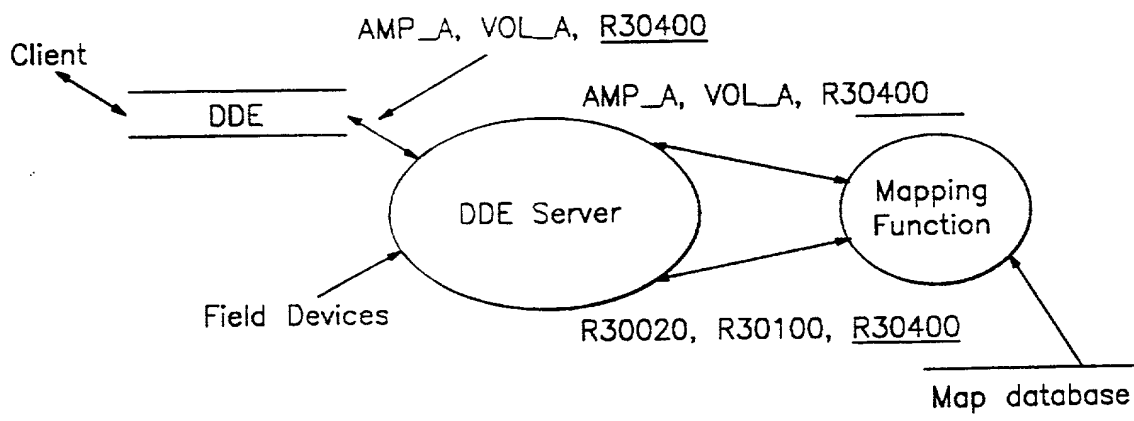 AMP_A, VOL_A, R30400
Client
DDE
AMP_A, VOL_A, R30400
DDE Server
Mapping
Function
Field Devices
R30020, R30100, R30400
Map database